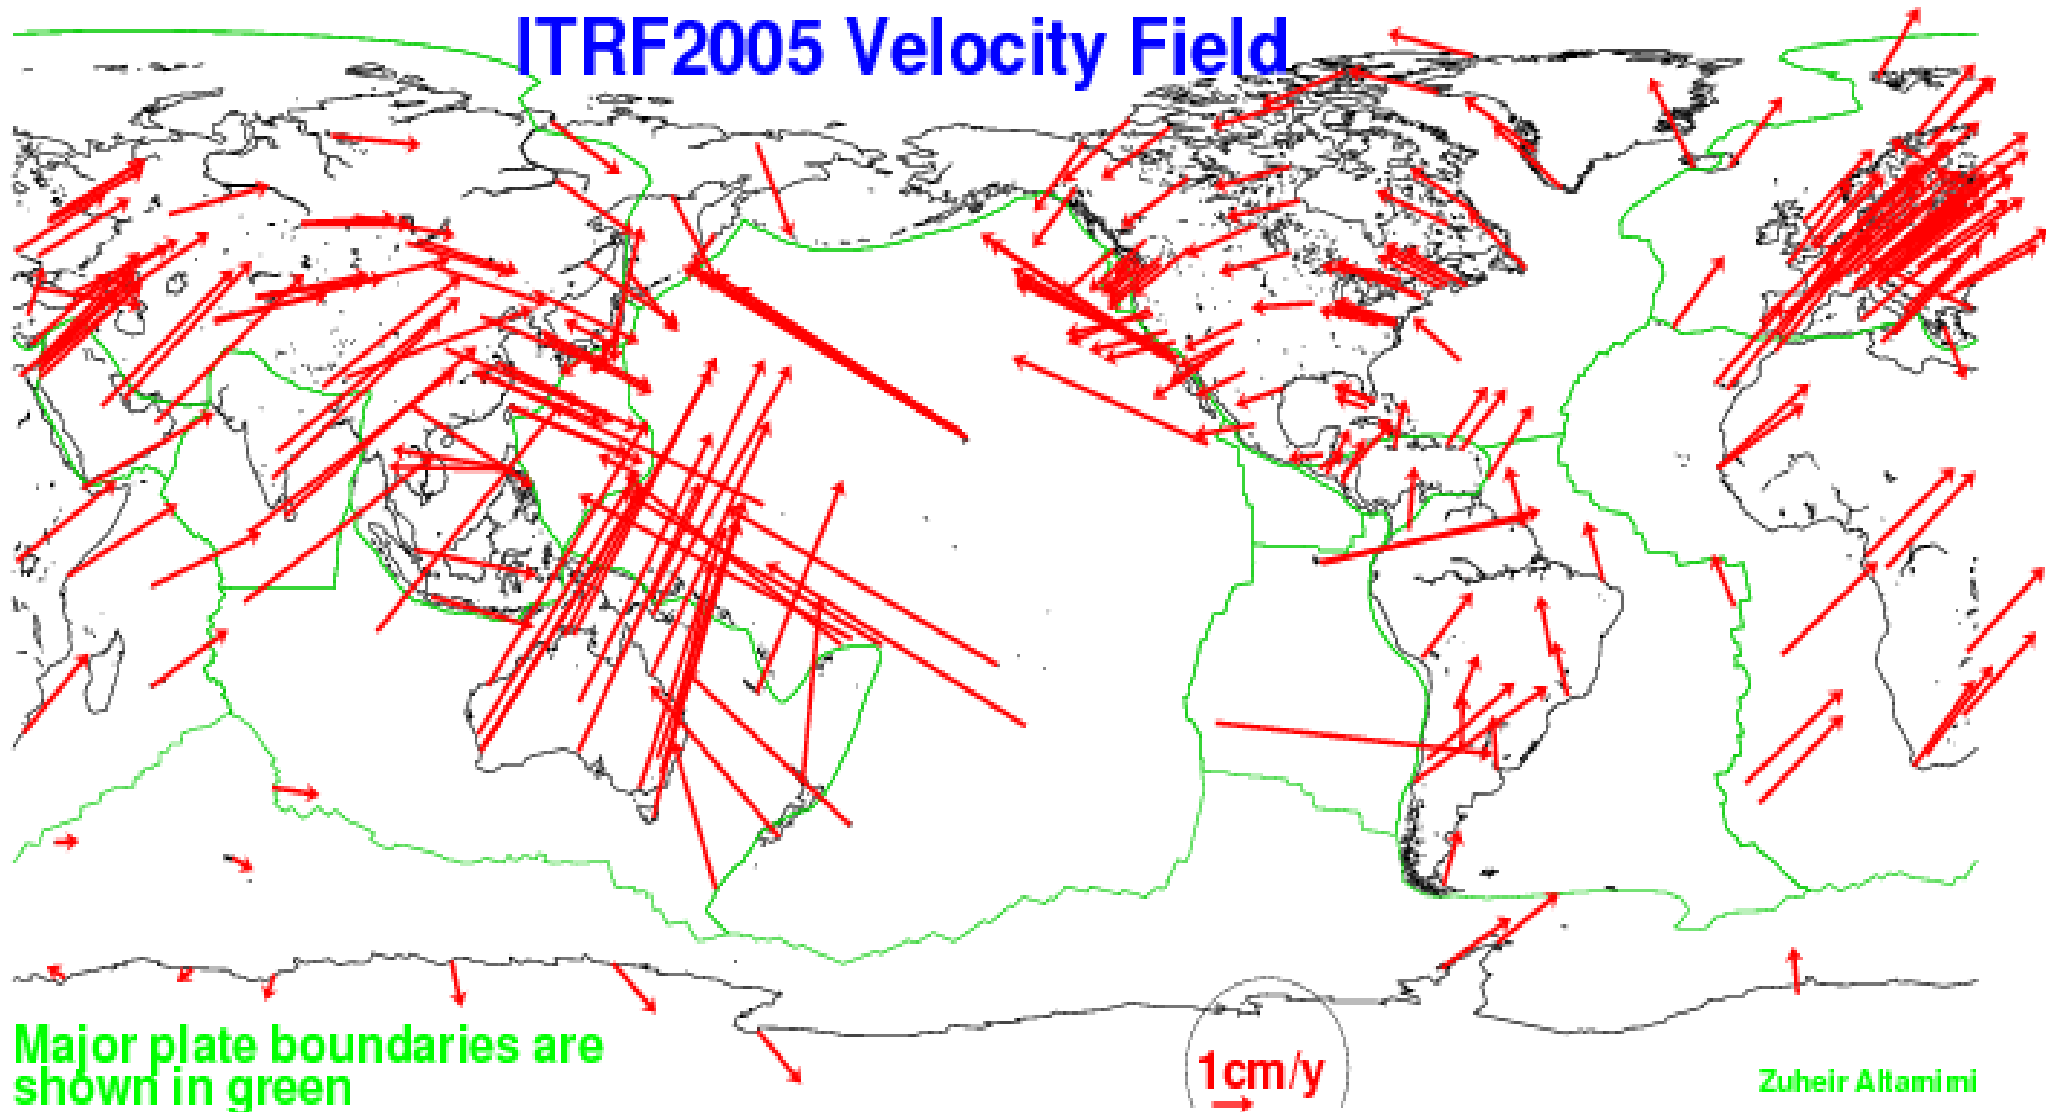 ITRF2005 Velocity Field
Major plate boundaries are
shown in green
1cm/y
Zuheir Altamimi